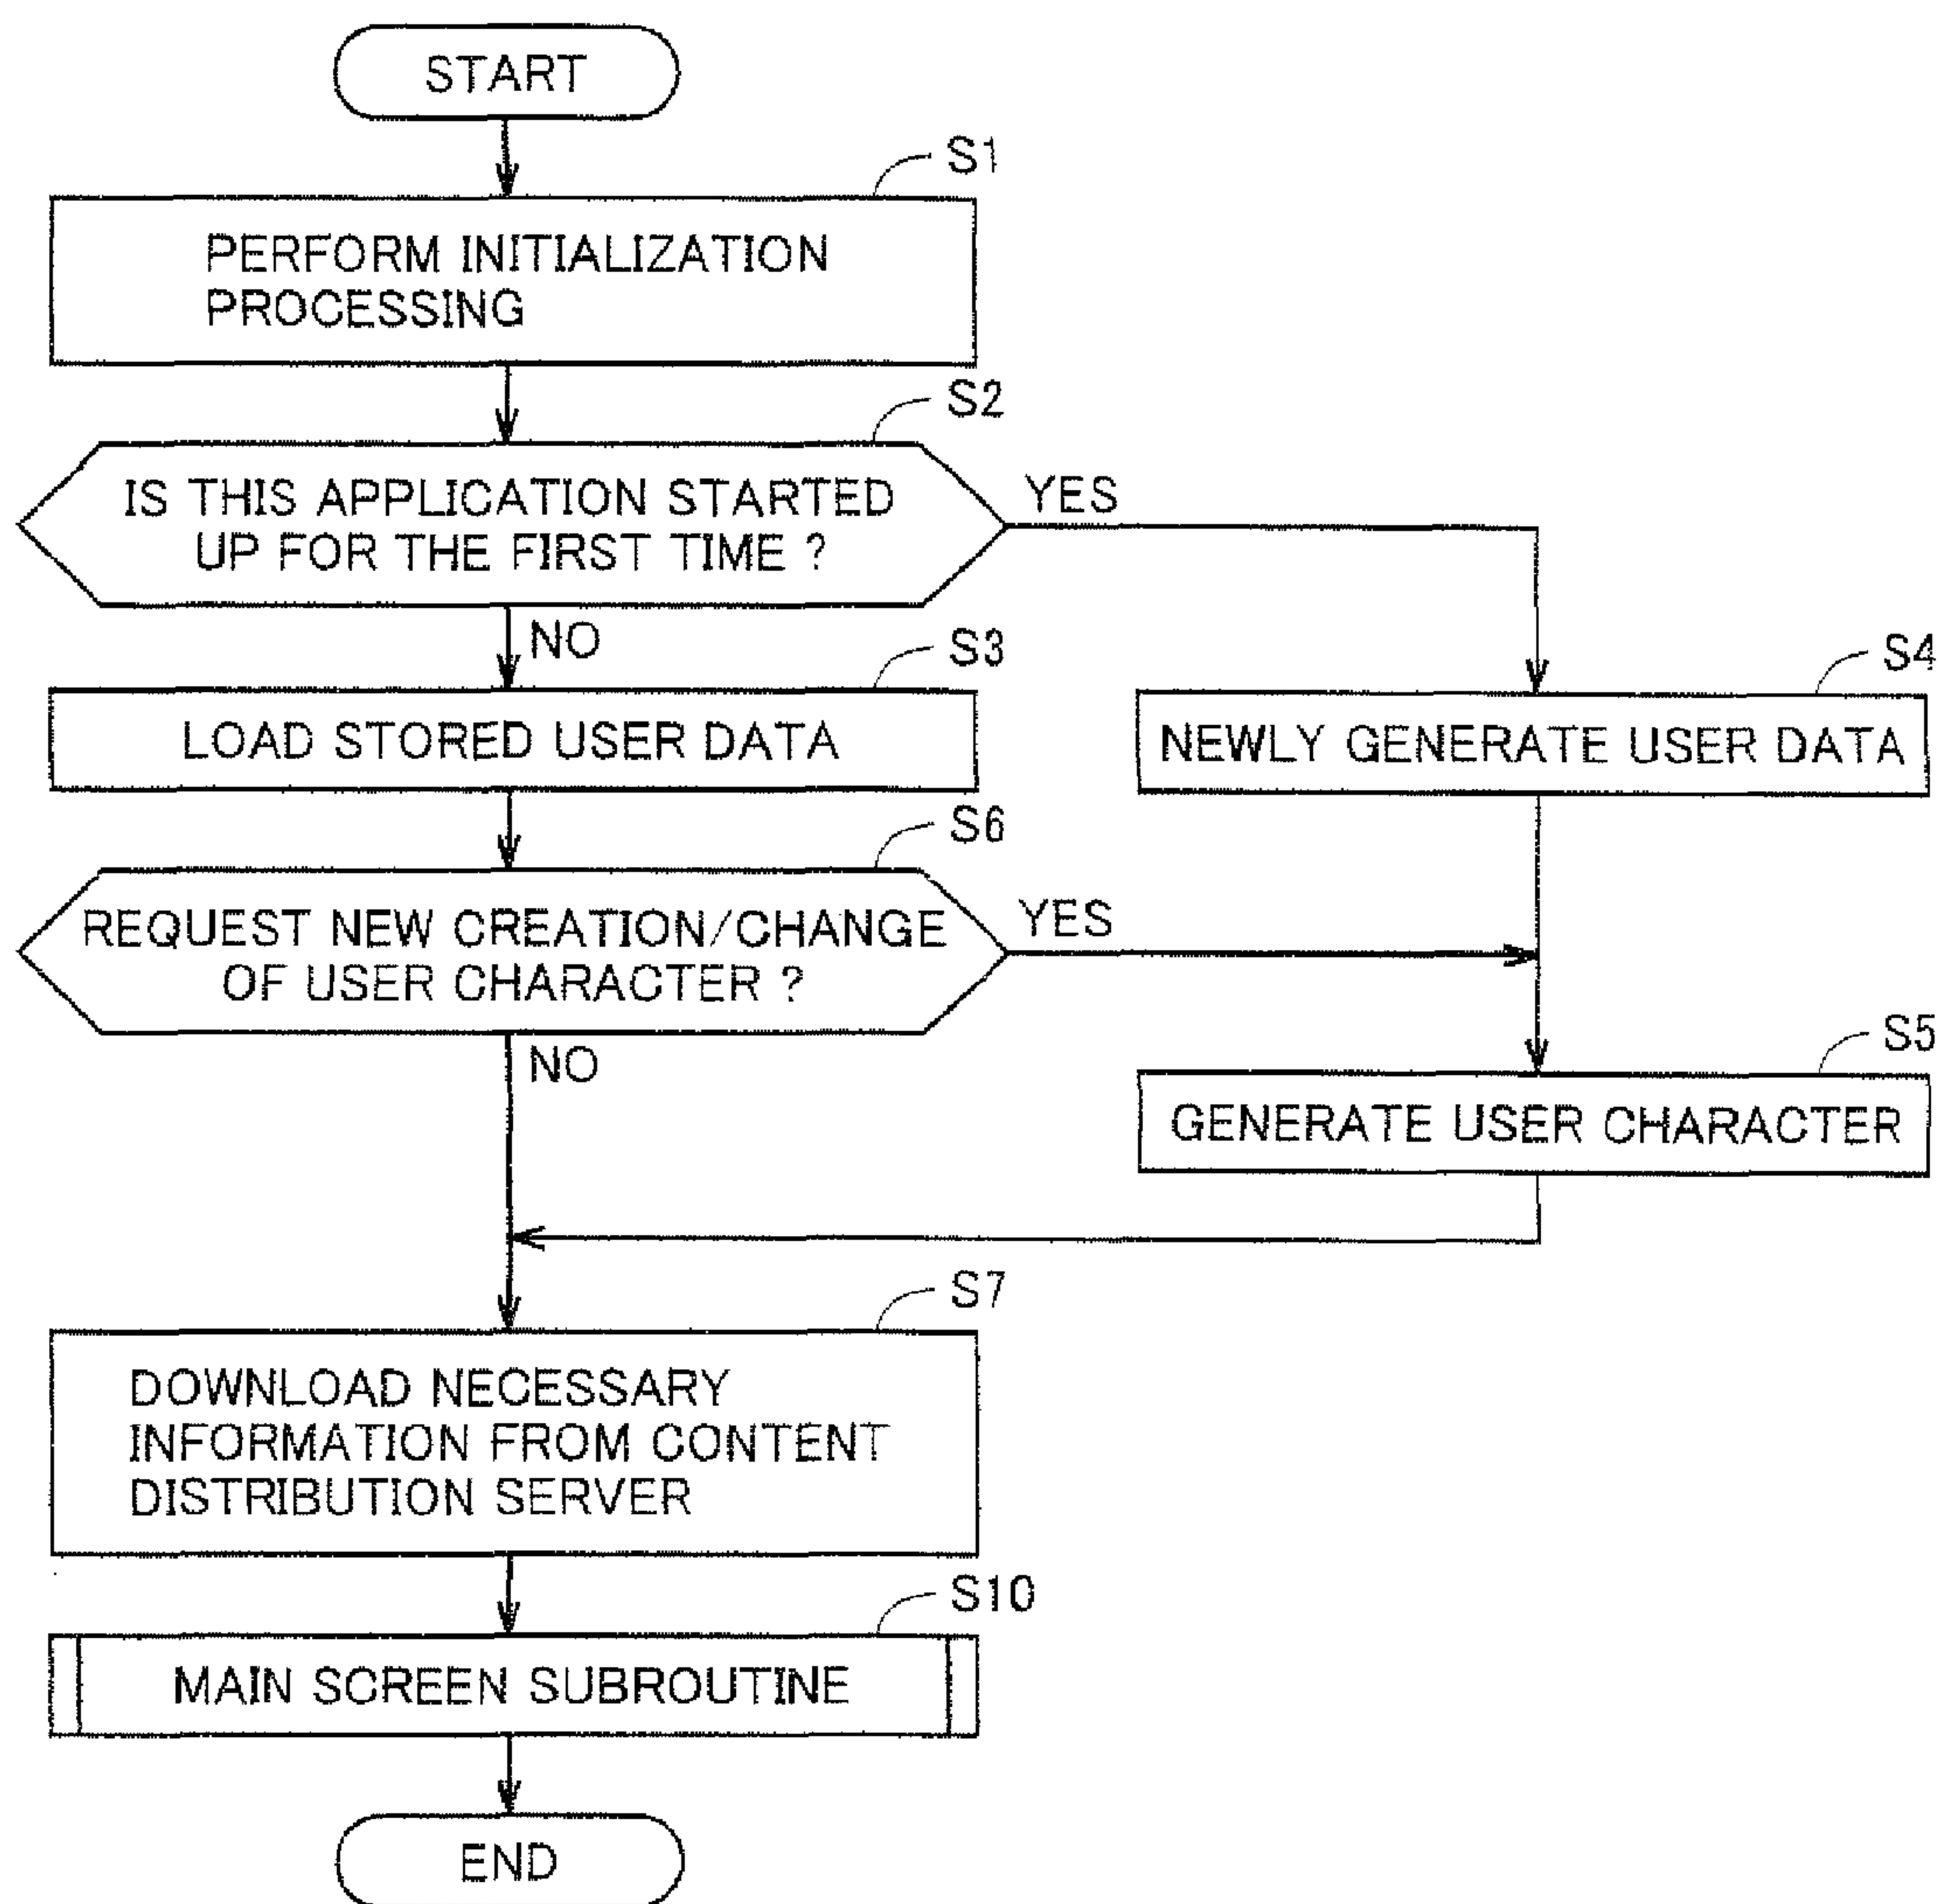 START
S1
PERFORM INITIALIZATION
PROCESSING
S2
IS THIS APPLICATION STARTED
UP FOR THE FIRST TIME ?
YES
NO
S3
LOAD STORED USER DATA
S4
NEWLY GENERATE USER DATA
S6
REQUEST NEW CREATION/CHANGE
OF USER CHARACTER ?
YES
NO
S5
GENERATE USER CHARACTER
S7
DOWNLOAD NECESSARY
INFORMATION FROM CONTENT
DISTRIBUTION SERVER
S10
MAIN SCREEN SUBROUTINE
END